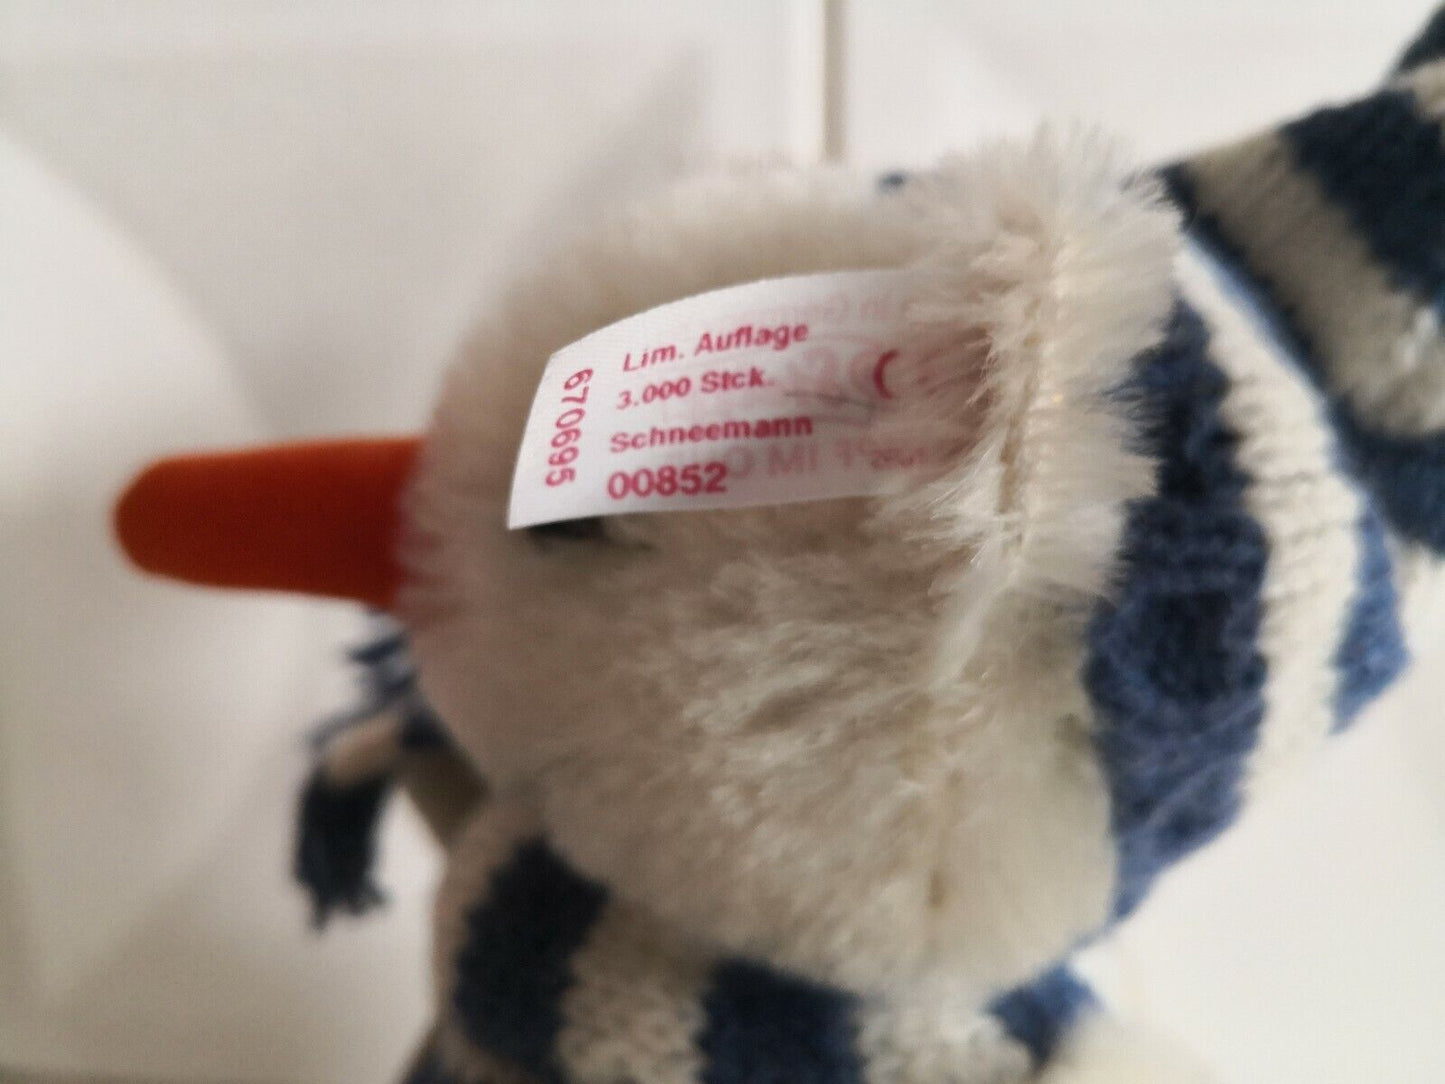 Lim. Auflage
3.000 Stck.
Schneemann
00852
670695